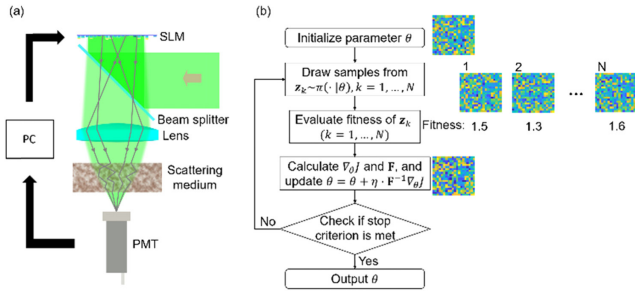 (a)
SLM
Beam splitter
Lens
PC
Scattering
medium
PMT
(b)
Initialize parameter θ
Draw samples from
z_k~π(· |θ), k = 1, … , N
Evaluate fitness of z_k
(k = 1, … , N)
Calculate ∇_θJ and F, and
update θ = θ + η · F⁻¹∇_θJ
Check if stop
criterion is met
No
Yes
Output θ
1 2 N
...
Fitness: 1.5 1.3 1.6